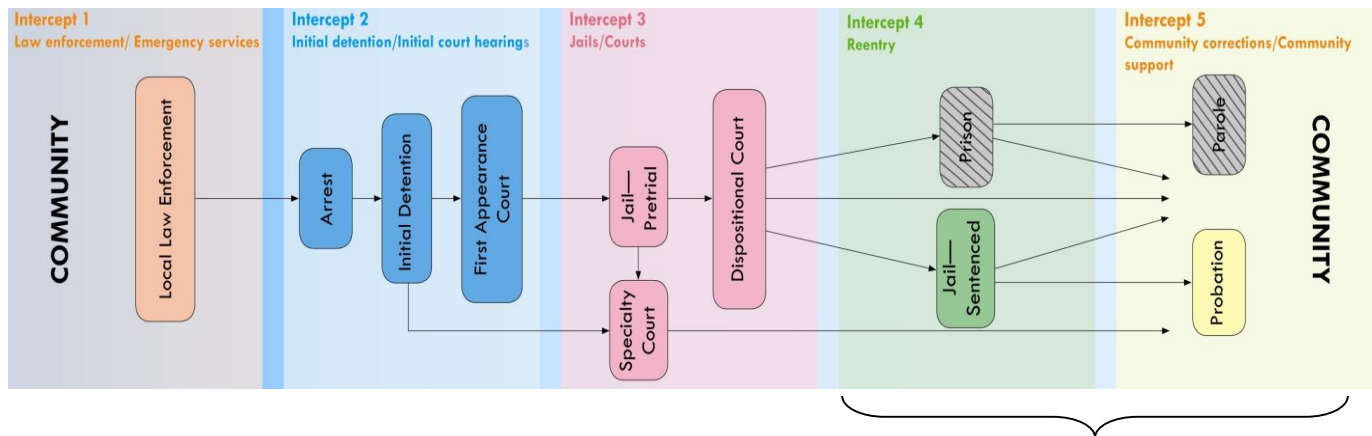 Intercept 1
Law enforcement/ Emergency services
Intercept 2
Initial detention/Initial court hearings
Intercept 3
Jails/Courts
Intercept 4
Reentry
Intercept 5
Community corrections/Community
support
COMMUNITY
Local Law Enforcement
Arrest
Initial Detention
First Appearance
Court
Jail—
Pretrial
Specialty
Court
Dispositional Court
Prison
Jail—
Sentenced
Parole
Probation
COMMUNITY